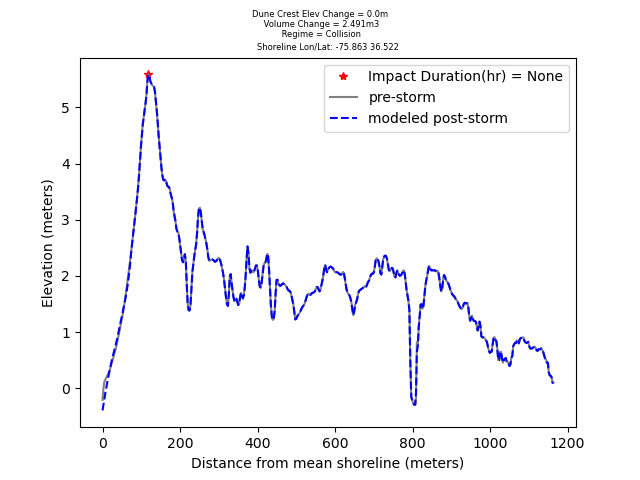 Dune Crest Elev Change = 0.0m
Volume Change = 2.491m3
Regime = Collision
Shoreline Lon/Lat: -75.863 36.522
Impact Duration(hr) = None
pre-storm
modeled post-storm
Elevation (meters)
5
4
3
2
1
0
0 200 400 600 800 1000 1200
Distance from mean shoreline (meters)